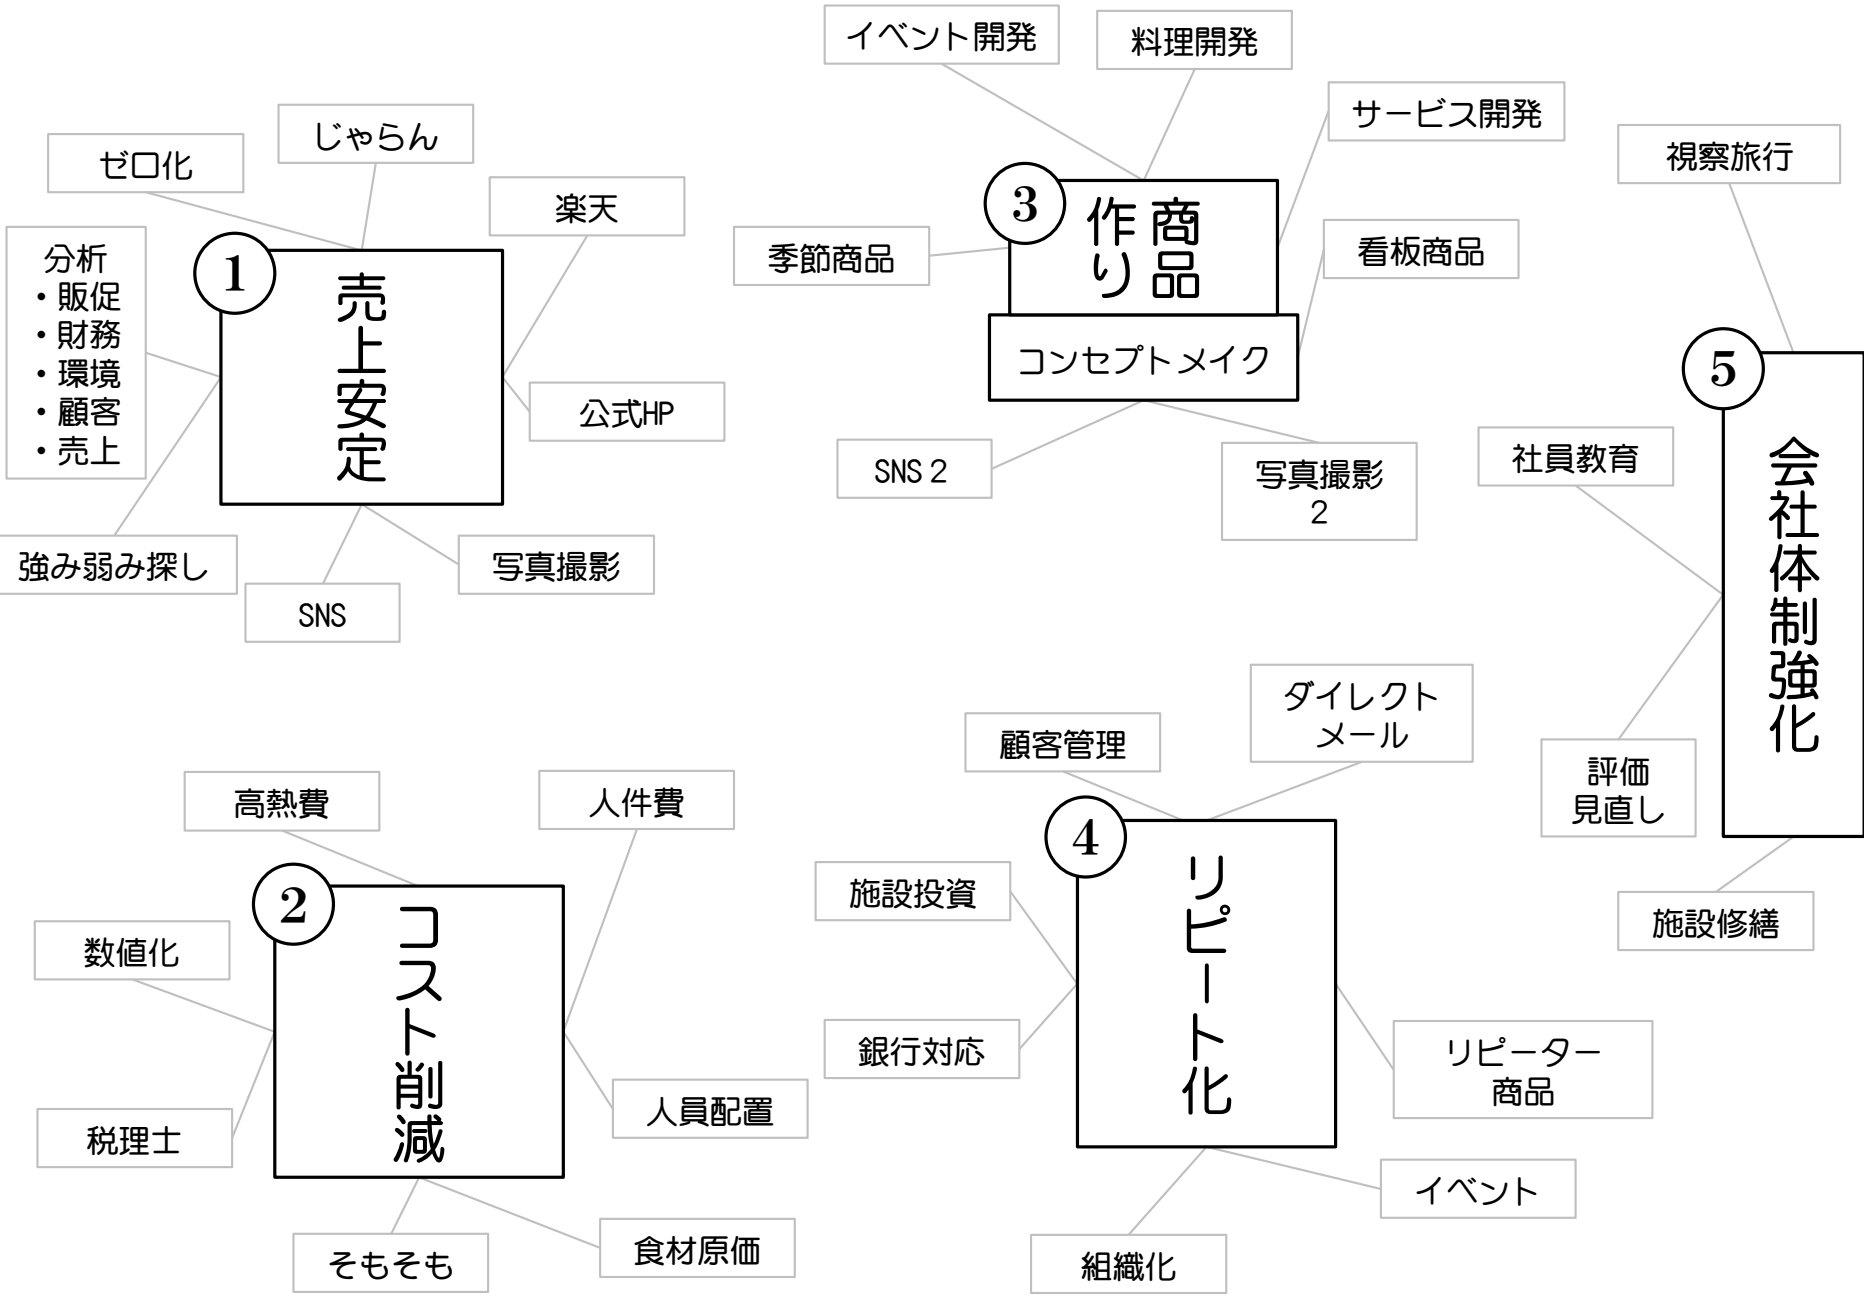 ゼロ化
じゃらん
楽天
分析
・販促
・財務
・環境
・顧客
・売上
1
売上安定
公式HP
強み弱み探し
SNS
写真撮影
高熱費
人件費
2
コスト削減
数値化
税理士
人員配置
そもそも
食材原価
イベント開発
料理開発
サービス開発
3
商品
作り
季節商品
看板商品
コンセプトメイク
SNS２
写真撮影
２
顧客管理
ダイレクト
メール
4
リピート化
施設投資
銀行対応
リピーター
商品
イベント
組織化
視察旅行
5
会社体制強化
社員教育
評価
見直し
施設修繕